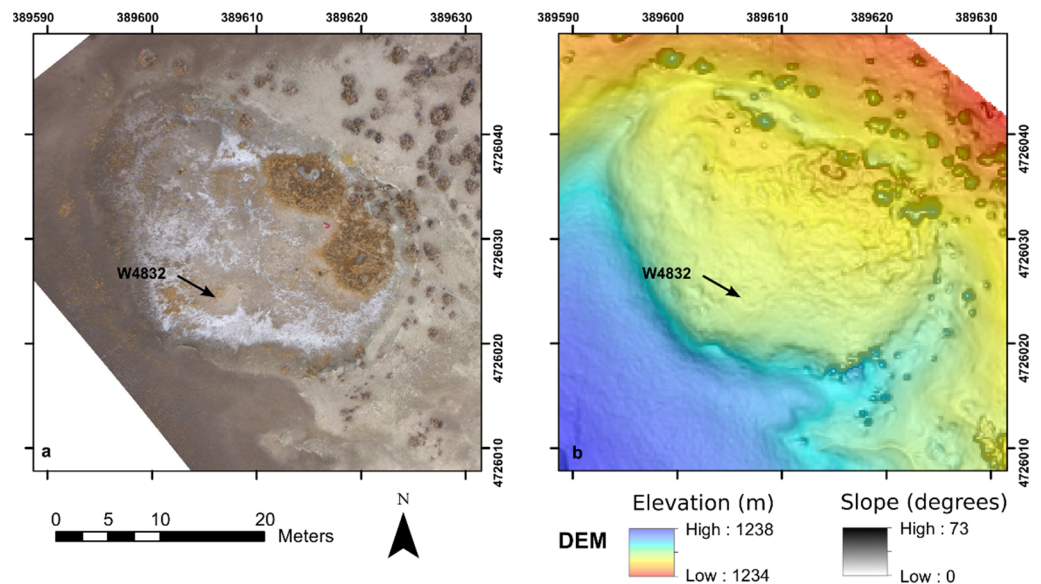 389590 389600 389610 389620 389630
389590 389600 389610 389620 389630
4726040
4726030
4726020
4726010
4726040
4726030
4726020
4726010
W4832
W4832
a
b
0 5 10 20
Meters
N
DEM
Elevation (m)
High : 1238
Low : 1234
Slope (degrees)
High : 73
Low : 0